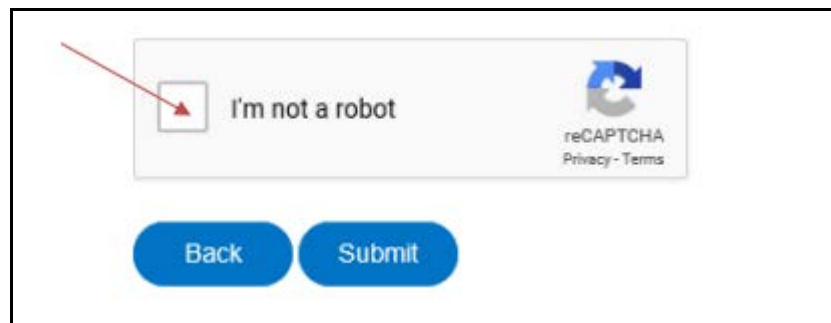 I'm not a robot
reCAPTCHA
Privacy - Terms
Back Submit